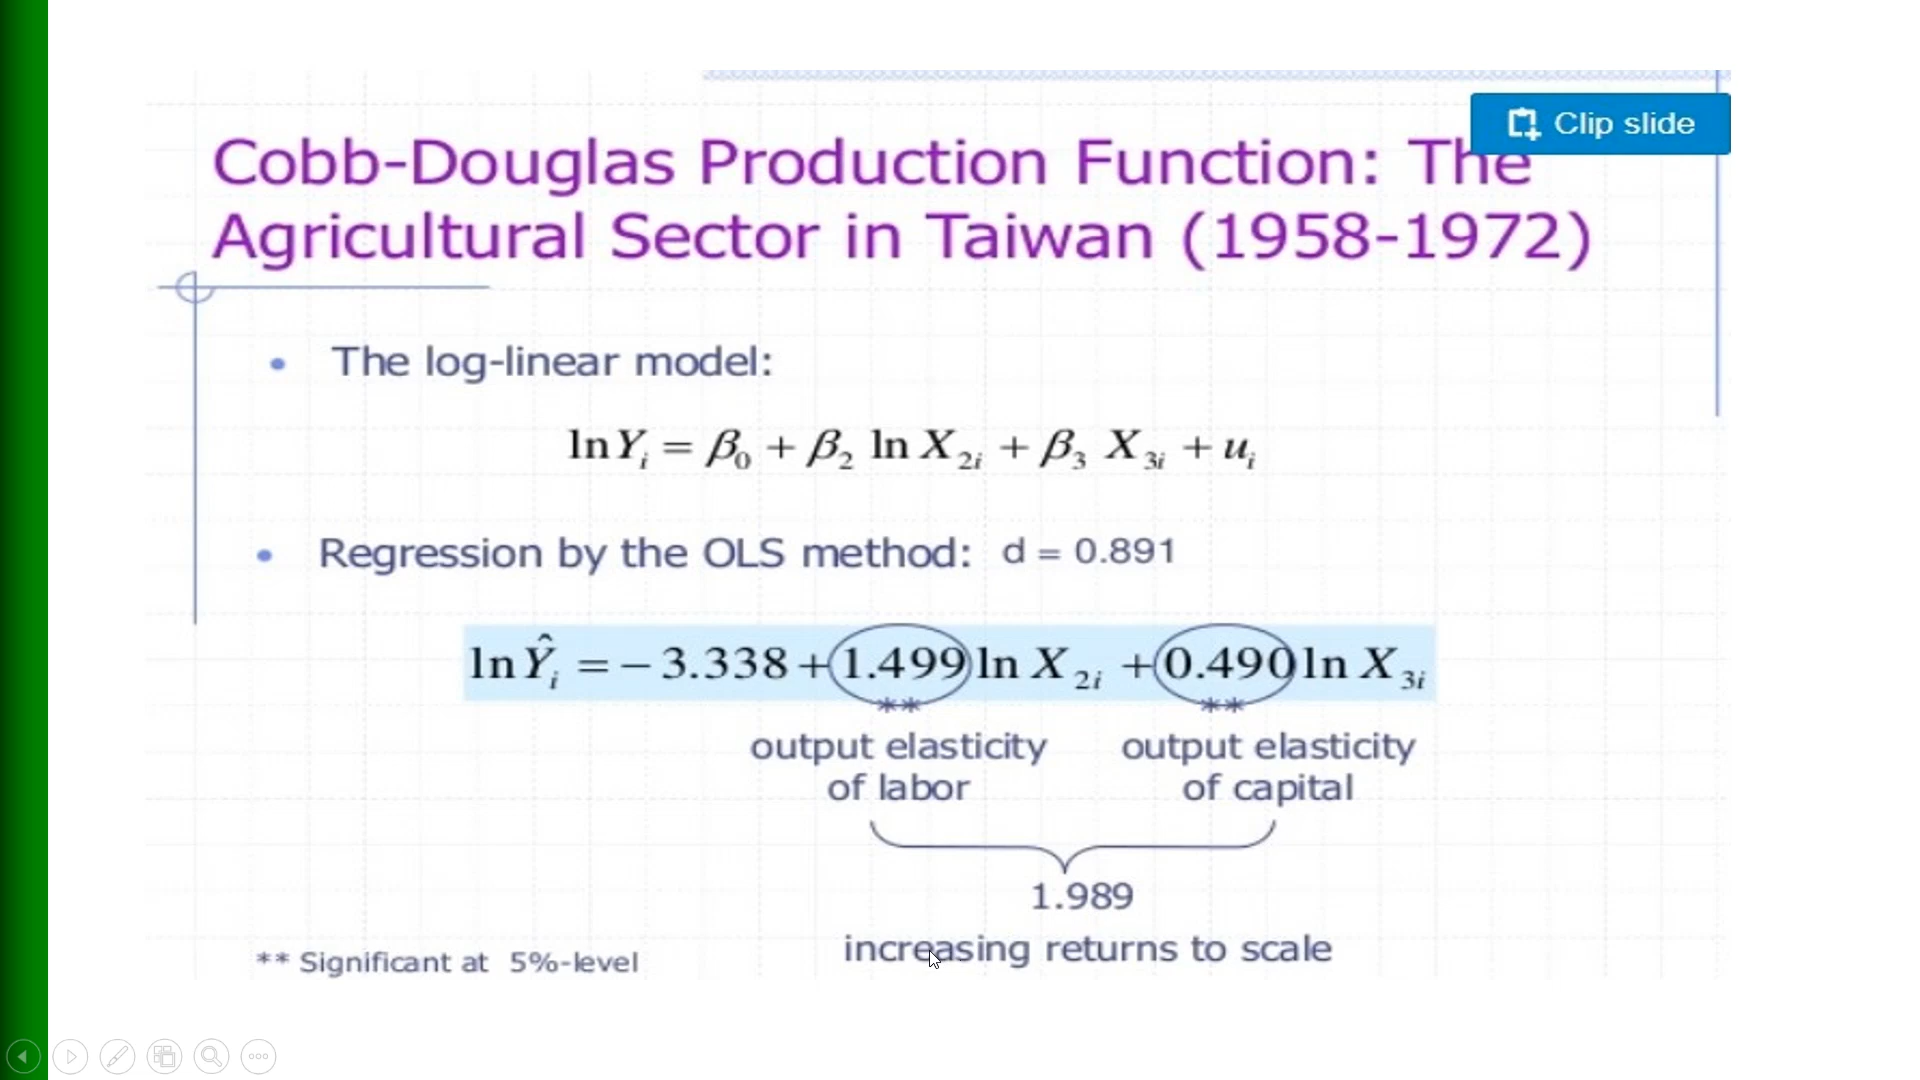 Clip slide
Cobb-Douglas Production Function: The
Agricultural Sector in Taiwan (1958-1972)
• The log-linear model:
ln Yᵢ = β₀ + β₂ ln X₂ᵢ + β₃ X₃ᵢ + uᵢ
• Regression by the OLS method: d = 0.891
ln Ŷᵢ = − 3.338 + 1.499 ln X₂ᵢ + 0.490 ln X₃ᵢ
** **
output elasticity output elasticity
of labor of capital
1.989
increasing returns to scale
** Significant at 5%-level